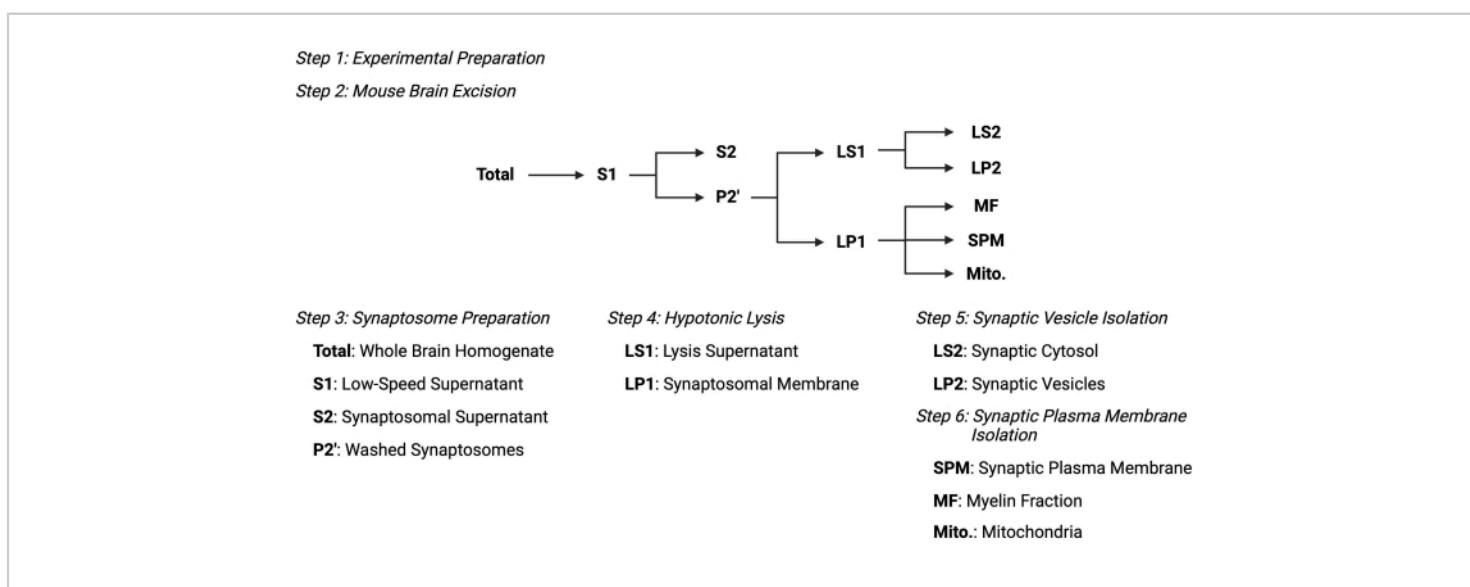 Step 1: Experimental Preparation
Step 2: Mouse Brain Excision
Total
S1
S2
P2'
LS1
LP1
LS2
LP2
MF
SPM
Mito.
Step 3: Synaptosome Preparation
Total: Whole Brain Homogenate
S1: Low-Speed Supernatant
S2: Synaptosomal Supernatant
P2': Washed Synaptosomes
Step 4: Hypotonic Lysis
LS1: Lysis Supernatant
LP1: Synaptosomal Membrane
Step 5: Synaptic Vesicle Isolation
LS2: Synaptic Cytosol
LP2: Synaptic Vesicles
Step 6: Synaptic Plasma Membrane
Isolation
SPM: Synaptic Plasma Membrane
MF: Myelin Fraction
Mito.: Mitochondria